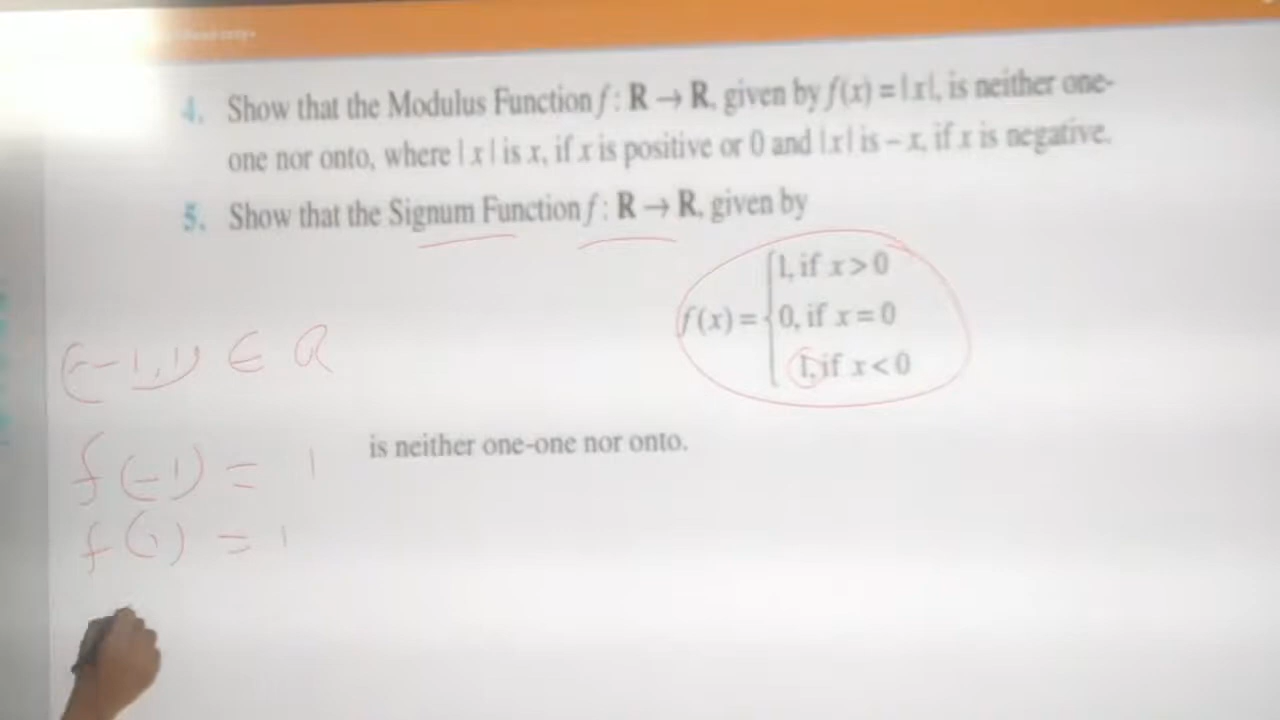 4. Show that the Modulus Function f : R → R, given by f(x) = |x|, is neither one-
one nor onto, where |x| is x, if x is positive or 0 and |x| is – x, if x is negative.
5. Show that the Signum Function f : R → R, given by
1, if x > 0
f(x) = 0, if x = 0
1, if x < 0
(-1, 1) ∈ R
is neither one-one nor onto.
f(-1) = 1
f(1) = 1